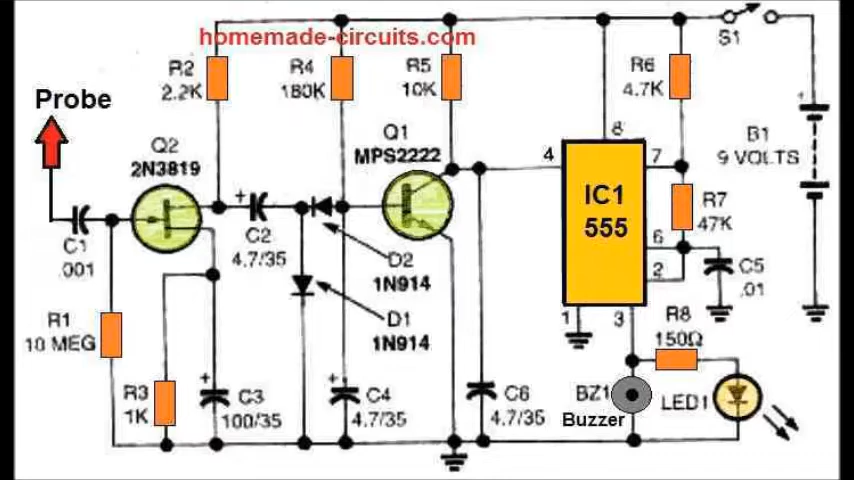 homemade-circuits.com
S1
R2
2.2K
R4
180K
R5
10K
R6
4.7K
Probe
Q2
2N3819
Q1
MPS2222
B1
9 VOLTS
+
8
4
7
IC1
555
R7
47K
6
2
C1
.001
+
C2
4.7/35
D2
1N914
D1
1N914
C5
.01
1
3
R8
150Ω
R1
10 MEG
R3
1K
+
C3
100/35
+
C4
4.7/35
C6
4.7/35
BZ1
Buzzer
LED1